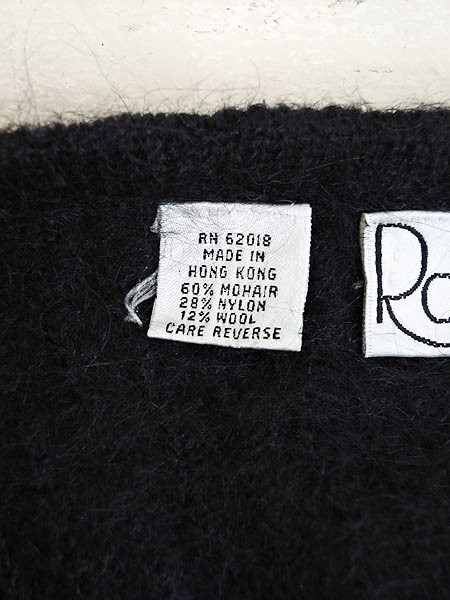 RN 62018
MADE IN
HONG KONG
60% MOHAIR
28% NYLON
12% WOOL
CARE REVERSE